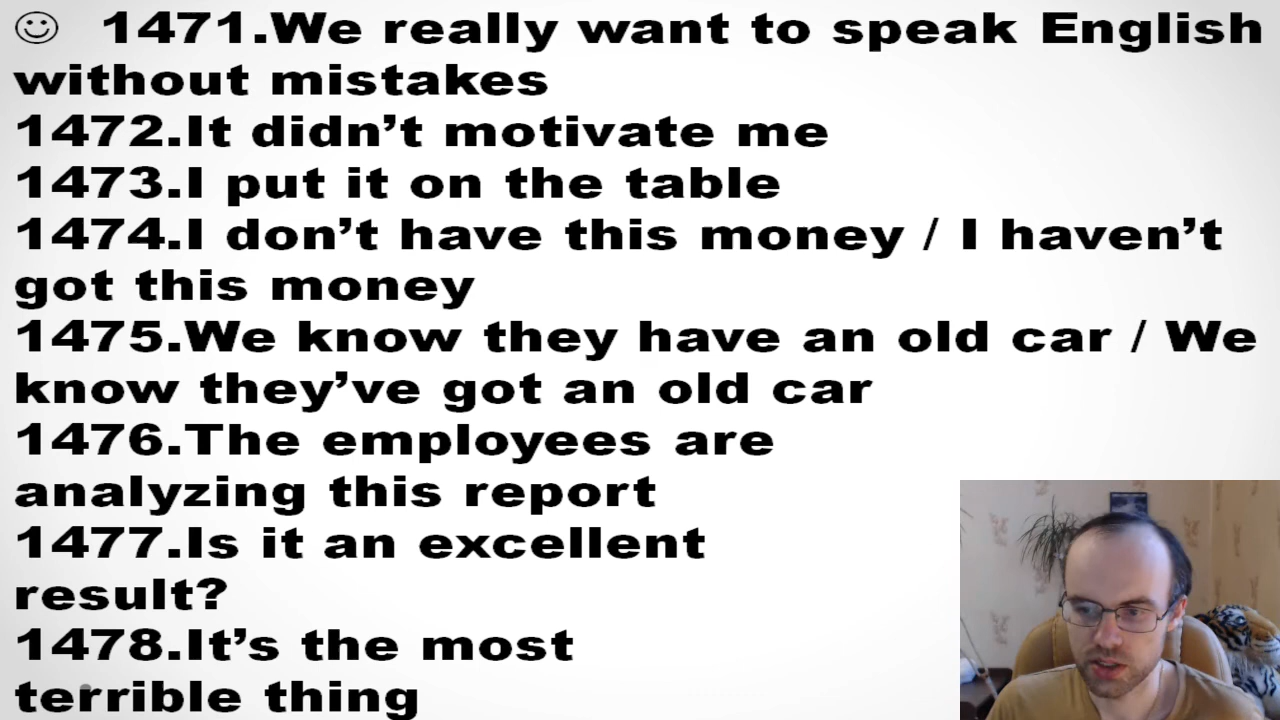 ☺ 1471.We really want to speak English
without mistakes
1472.It didn’t motivate me
1473.I put it on the table
1474.I don’t have this money / I haven’t
got this money
1475.We know they have an old car / We
know they’ve got an old car
1476.The employees are
analyzing this report
1477.Is it an excellent
result?
1478.It’s the most
terrible thing